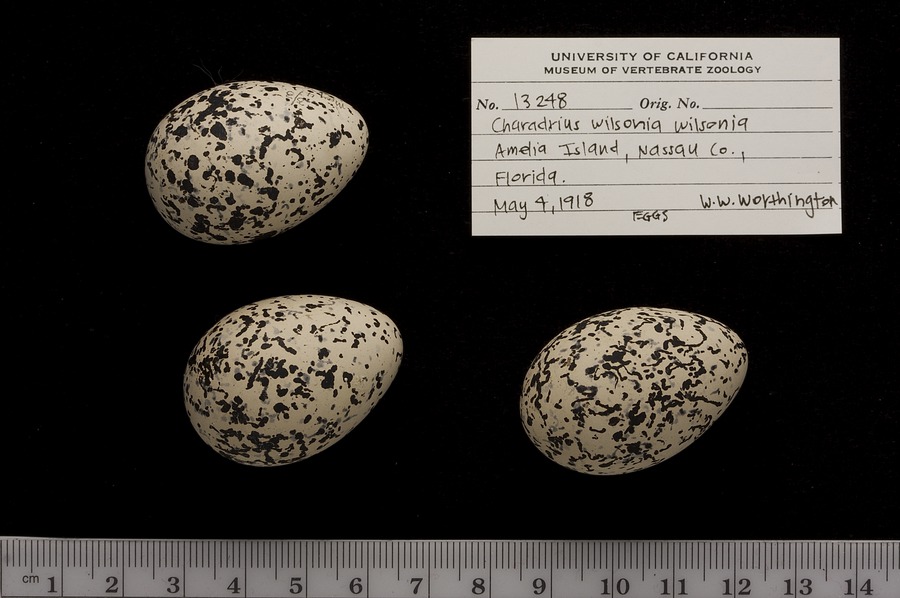 UNIVERSITY OF CALIFORNIA
MUSEUM OF VERTEBRATE ZOOLOGY
No. 13248 Orig. No.
Charadrius wilsonia wilsonia
Amelia Island, Nassau Co.,
Florida.
May 4, 1918 W.W. Worthington
EGGS
cm 1 2 3 4 5 6 7 8 9 10 11 12 13 14